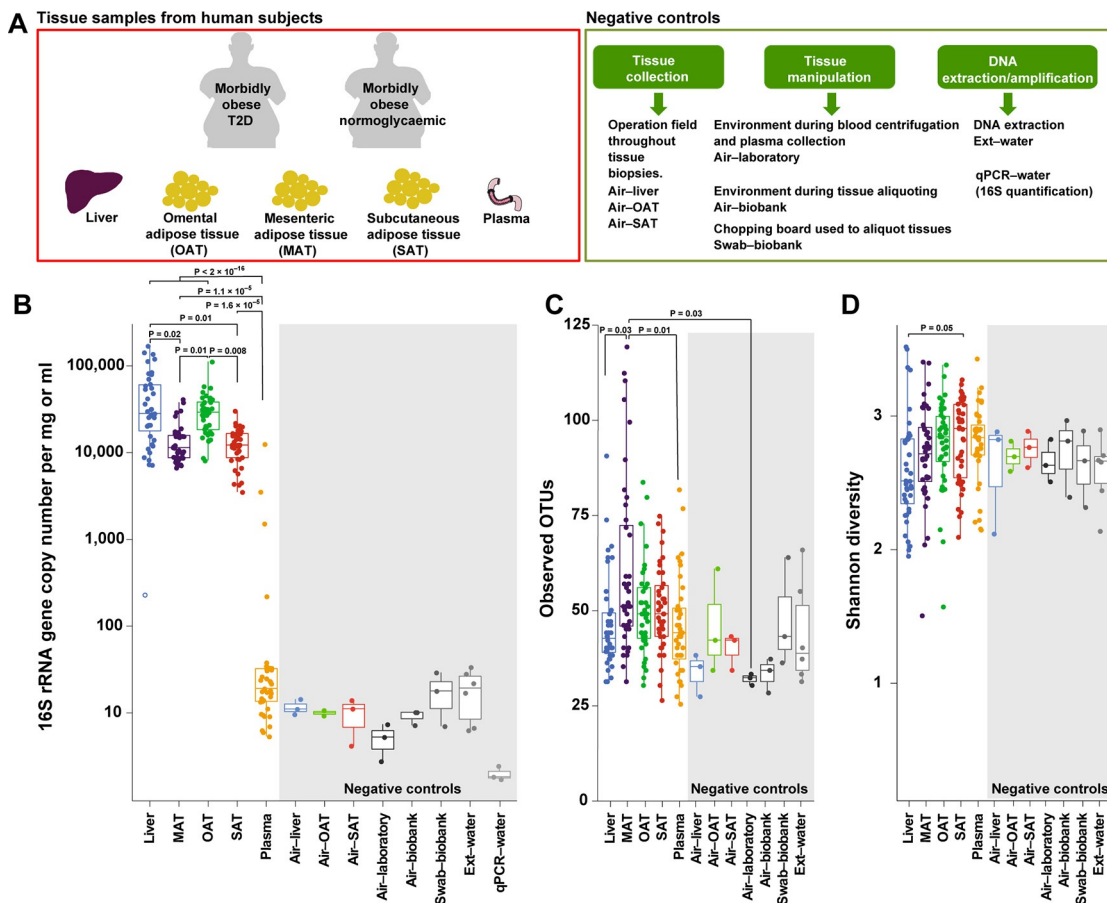 A
Tissue samples from human subjects
Morbidly
obese
T2D
Morbidly
obese
normoglycaemic
Liver
Omental
adipose tissue
(OAT)
Mesenteric
adipose tissue
(MAT)
Subcutaneous
adipose tissue
(SAT)
Plasma
Negative controls
Tissue
collection
Tissue
manipulation
DNA
extraction/amplification
Operation field
throughout
tissue
biopsies.
Air–liver
Air–OAT
Air–SAT
Environment during blood centrifugation
and plasma collection
Air–laboratory
Environment during tissue aliquoting
Air–biobank
Chopping board used to aliquot tissues
Swab–biobank
DNA extraction
Ext–water
qPCR–water
(16S quantification)
B
16S rRNA gene copy number per mg or ml
P < 2 × 10⁻¹⁶
P = 1.1 × 10⁻⁵
P = 1.6 × 10⁻⁵
P = 0.01
P = 0.02
P = 0.01
P = 0.008
100,000
10,000
1,000
100
10
Negative controls
Liver
MAT
OAT
SAT
Plasma
Air–liver
Air–OAT
Air–SAT
Air–laboratory
Air–biobank
Swab–biobank
Ext–water
qPCR–water
C
Observed OTUs
P = 0.03
P = 0.03
P = 0.01
125
100
75
50
25
0
Negative controls
Liver
MAT
OAT
SAT
Plasma
Air–liver
Air–OAT
Air–SAT
Air–laboratory
Air–biobank
Swab–biobank
Ext–water
D
Shannon diversity
P = 0.05
3
2
1
Negative controls
Liver
MAT
OAT
SAT
Plasma
Air–liver
Air–OAT
Air–SAT
Air–laboratory
Air–biobank
Swab–biobank
Ext–water